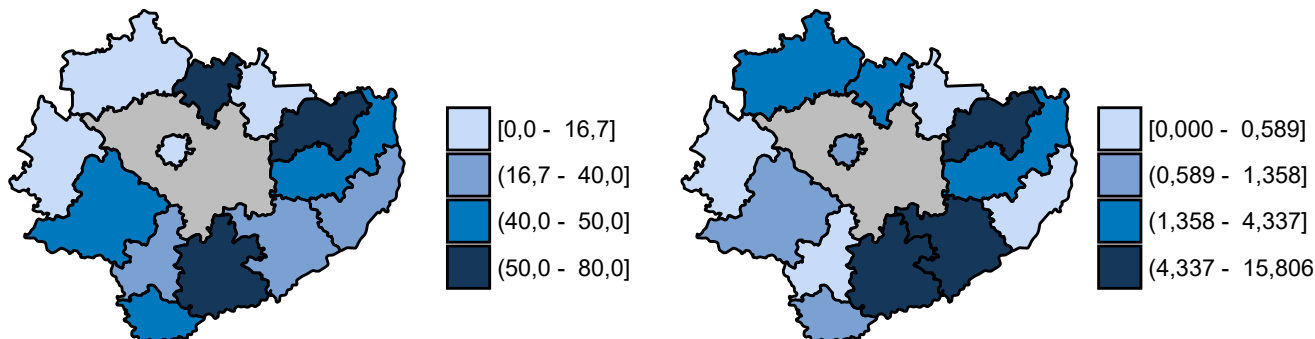 [0,0 - 16,7]
(16,7 - 40,0]
(40,0 - 50,0]
(50,0 - 80,0]
[0,000 - 0,589]
(0,589 - 1,358]
(1,358 - 4,337]
(4,337 - 15,806